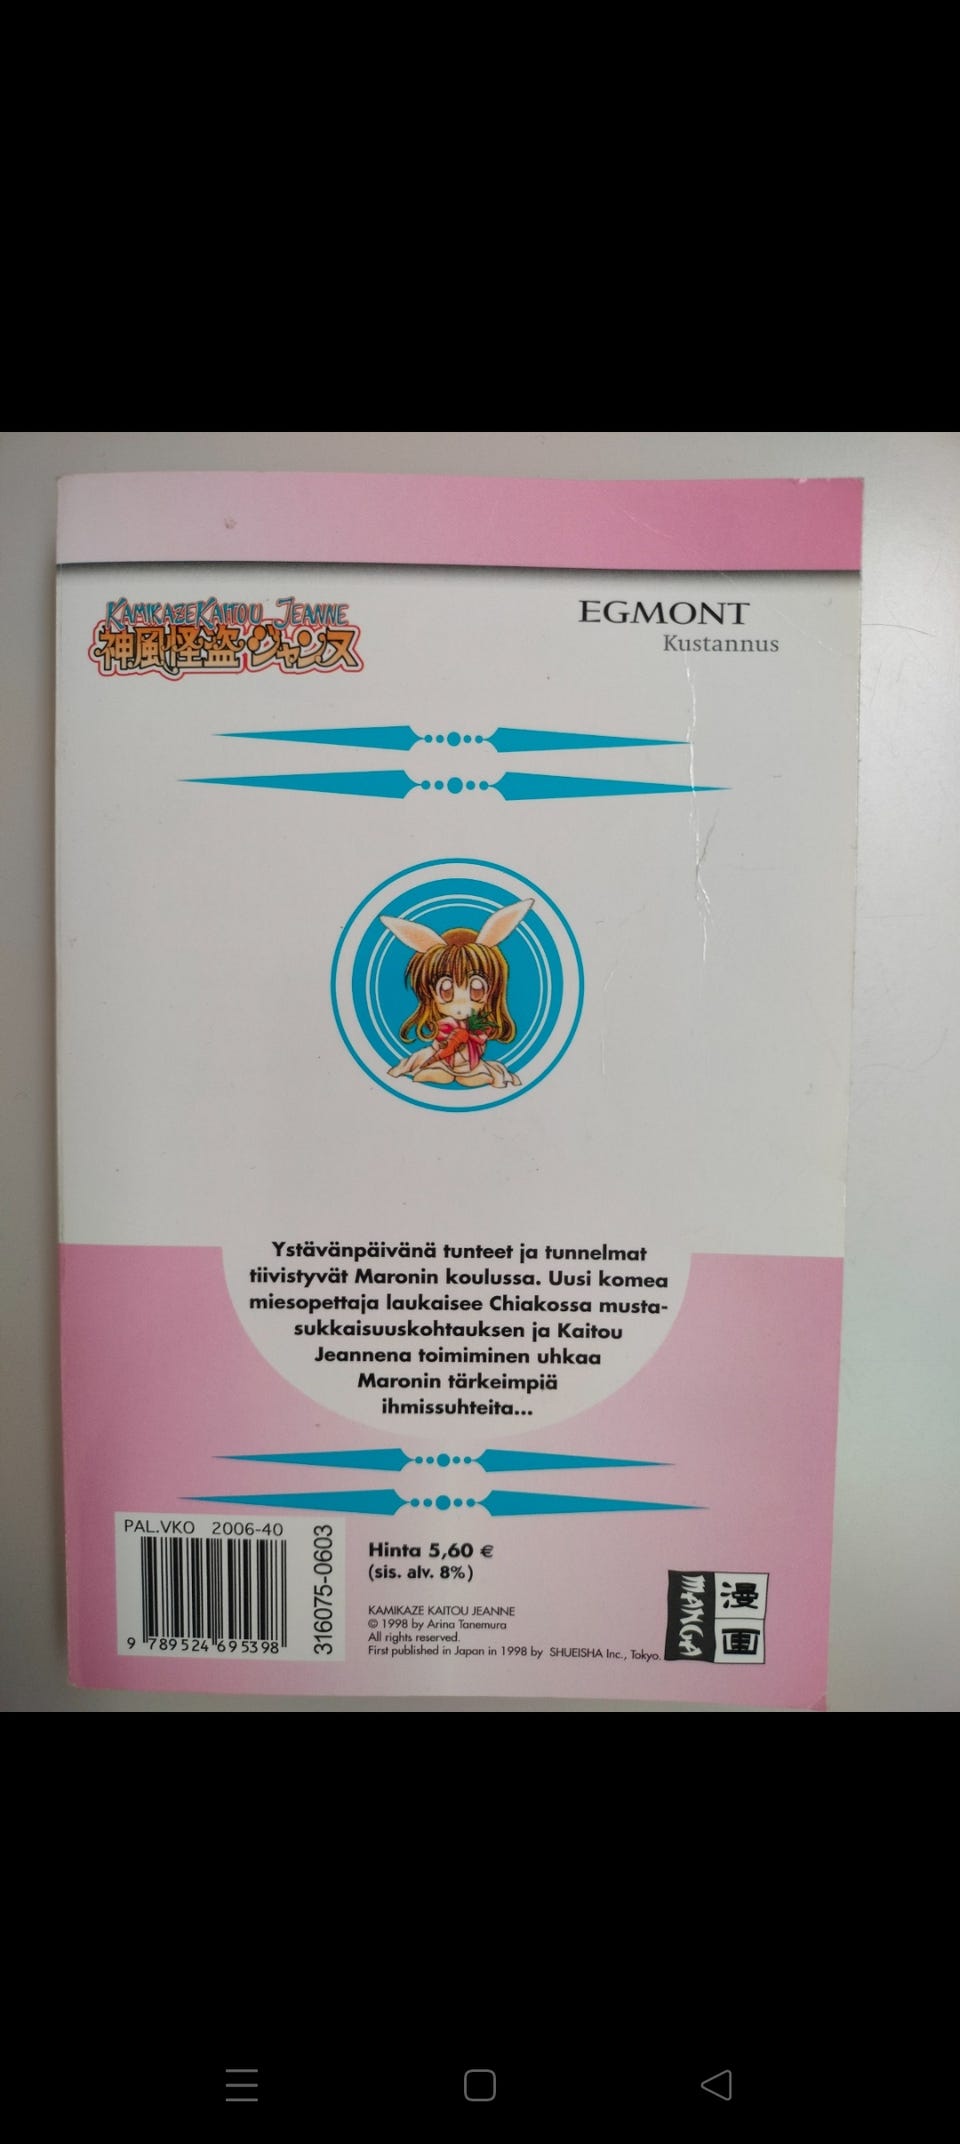 KAMIKAZE KAITOU JEANNE
神風怪盗ジャンヌ
EGMONT
Kustannus
Ystävänpäivänä tunteet ja tunnelmat
tiivistyvät Maronin koulussa. Uusi komea
miesopettaja laukaisee Chiakossa musta-
sukkaisuuskohtauksen ja Kaitou
Jeannena toimiminen uhkaa
Maronin tärkeimpiä
ihmissuhteita...
PAL.VKO 2006-40
9 789524 695398
316075-0603
Hinta 5,60 €
(sis. alv. 8%)
KAMIKAZE KAITOU JEANNE
© 1998 by Arina Tanemura
All rights reserved.
First published in Japan in 1998 by SHUEISHA Inc., Tokyo.
MANGA
漫画